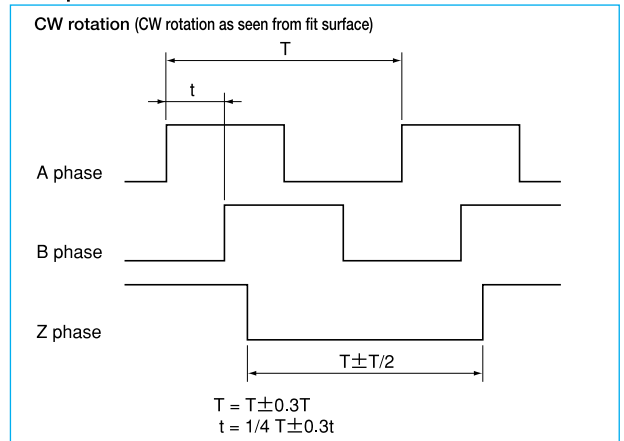 CW rotation (CW rotation as seen from fit surface)
T
t
A phase
B phase
Z phase
T±T/2
T = T±0.3T
t = 1/4 T±0.3t